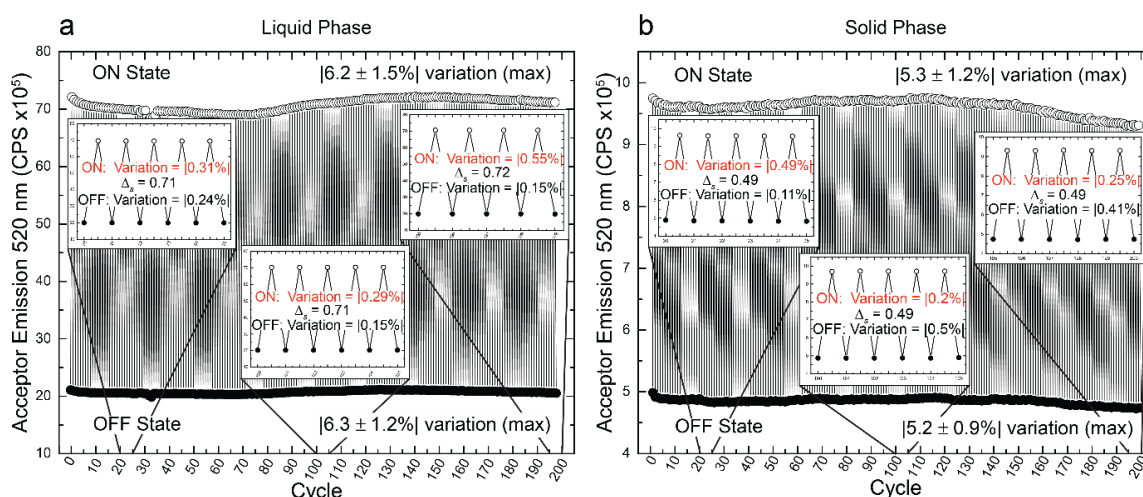 a
Liquid Phase
80
70
60
50
40
30
20
10
Acceptor Emission 520 nm (CPS x10⁵)
ON State
|6.2 ± 1.5%| variation (max)
ON: Variation = |0.31%|
Δs = 0.71
OFF: Variation = |0.24%|
ON: Variation = |0.55%|
Δs = 0.72
OFF: Variation = |0.15%|
ON: Variation = |0.29%|
Δs = 0.71
OFF: Variation = |0.15%|
OFF State
|6.3 ± 1.2%| variation (max)
0 10 20 30 40 50 60 70 80 90 100 110 120 130 140 150 160 170 180 190 200
Cycle
b
Solid Phase
10
9
8
7
6
5
4
Acceptor Emission 520 nm (CPS x10⁵)
ON State
|5.3 ± 1.2%| variation (max)
ON: Variation = |0.49%|
Δs = 0.49
OFF: Variation = |0.11%|
ON: Variation = |0.25%|
Δs = 0.49
OFF: Variation = |0.41%|
ON: Variation = |0.2%|
Δs = 0.49
OFF: Variation = |0.5%|
OFF State
|5.2 ± 0.9%| variation (max)
0 10 20 30 40 50 60 70 80 90 100 110 120 130 140 150 160 170 180 190 200
Cycle